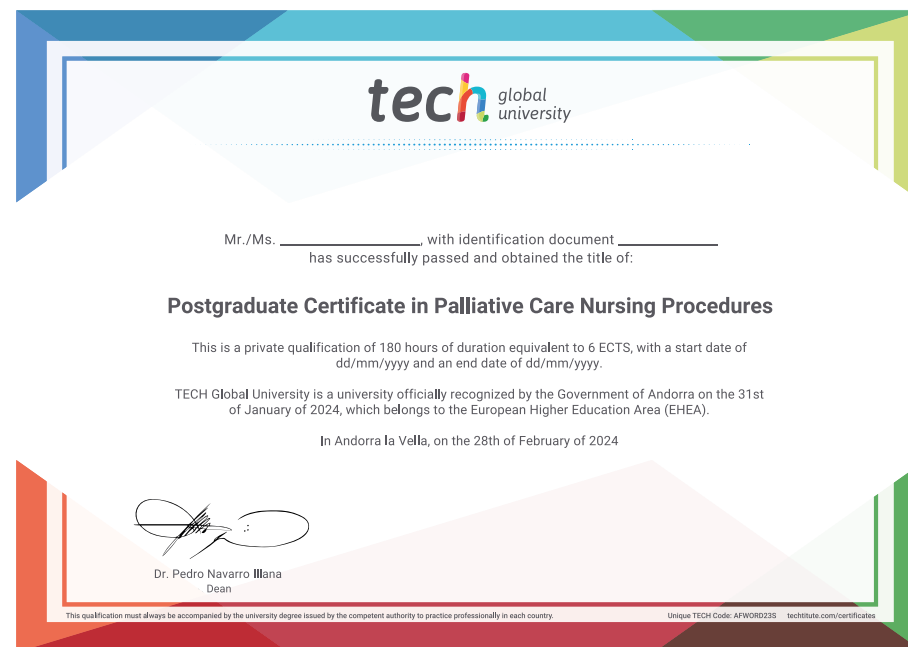 tech global
university
Mr./Ms. ____________, with identification document ____________
has successfully passed and obtained the title of:
Postgraduate Certificate in Palliative Care Nursing Procedures
This is a private qualification of 180 hours of duration equivalent to 6 ECTS, with a start date of
dd/mm/yyyy and an end date of dd/mm/yyyy.
TECH Global University is a university officially recognized by the Government of Andorra on the 31st
of January of 2024, which belongs to the European Higher Education Area (EHEA).
In Andorra la Vella, on the 28th of February of 2024
Dr. Pedro Navarro Illana
Dean
This qualification must always be accompanied by the university degree issued by the competent authority to practice professionally in each country.
Unique TECH Code: AFWORD23S techtitute.com/certificates